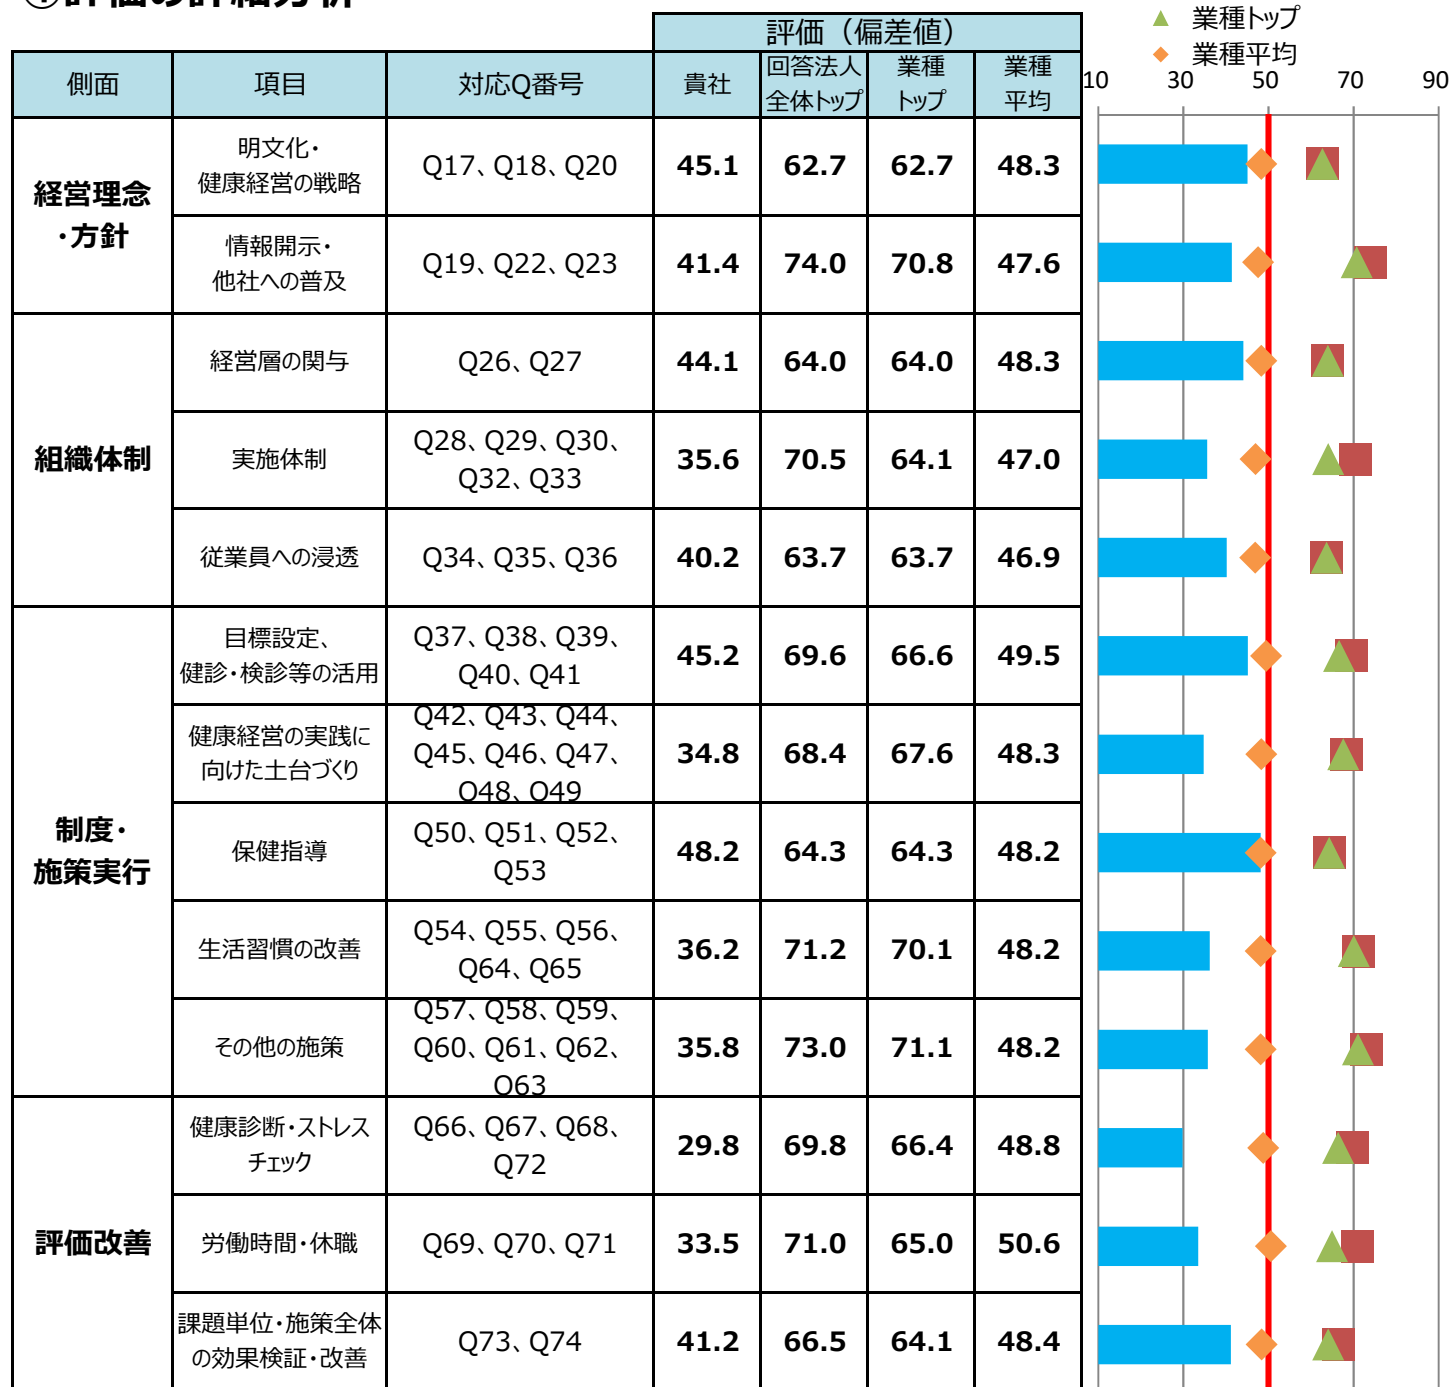 ④評価の詳細分析
業種トップ
業種平均
評価（偏差値）
側面 項目 対応Q番号 貴社 回答法人全体トップ 業種トップ 業種平均
10 30 50 70 90
経営理念・方針
明文化・健康経営の戦略 Q17、Q18、Q20 45.1 62.7 62.7 48.3
情報開示・他社への普及 Q19、Q22、Q23 41.4 74.0 70.8 47.6
組織体制
経営層の関与 Q26、Q27 44.1 64.0 64.0 48.3
実施体制 Q28、Q29、Q30、Q32、Q33 35.6 70.5 64.1 47.0
従業員への浸透 Q34、Q35、Q36 40.2 63.7 63.7 46.9
制度・施策実行
目標設定、健診・検診等の活用 Q37、Q38、Q39、Q40、Q41 45.2 69.6 66.6 49.5
健康経営の実践に向けた土台づくり Q42、Q43、Q44、Q45、Q46、Q47、Q48、Q49 34.8 68.4 67.6 48.3
保健指導 Q50、Q51、Q52、Q53 48.2 64.3 64.3 48.2
生活習慣の改善 Q54、Q55、Q56、Q64、Q65 36.2 71.2 70.1 48.2
その他の施策 Q57、Q58、Q59、Q60、Q61、Q62、Q63 35.8 73.0 71.1 48.2
評価改善
健康診断・ストレスチェック Q66、Q67、Q68、Q72 29.8 69.8 66.4 48.8
労働時間・休職 Q69、Q70、Q71 33.5 71.0 65.0 50.6
課題単位・施策全体の効果検証・改善 Q73、Q74 41.2 66.5 64.1 48.4